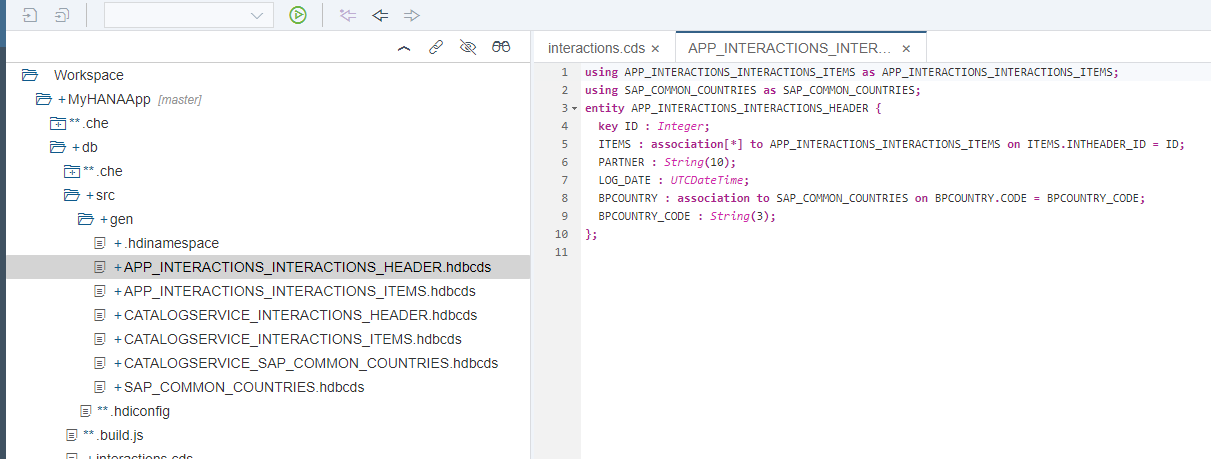 Workspace
+MyHANAApp [master]
**.che
+db
**.che
+src
+gen
+.hdinamespace
+APP_INTERACTIONS_INTERACTIONS_HEADER.hdbcds
+APP_INTERACTIONS_INTERACTIONS_ITEMS.hdbcds
+CATALOGSERVICE_INTERACTIONS_HEADER.hdbcds
+CATALOGSERVICE_INTERACTIONS_ITEMS.hdbcds
+CATALOGSERVICE_SAP_COMMON_COUNTRIES.hdbcds
+SAP_COMMON_COUNTRIES.hdbcds
**.hdiconfig
**.build.js
+interactions.cds
interactions.cds ×
APP_INTERACTIONS_INTER... ×
1 using APP_INTERACTIONS_INTERACTIONS_ITEMS as APP_INTERACTIONS_INTERACTIONS_ITEMS;
2 using SAP_COMMON_COUNTRIES as SAP_COMMON_COUNTRIES;
3 entity APP_INTERACTIONS_INTERACTIONS_HEADER {
4 key ID : Integer;
5 ITEMS : association[*] to APP_INTERACTIONS_INTERACTIONS_ITEMS on ITEMS.INTHEADER_ID = ID;
6 PARTNER : String(10);
7 LOG_DATE : UTCDateTime;
8 BPCOUNTRY : association to SAP_COMMON_COUNTRIES on BPCOUNTRY.CODE = BPCOUNTRY_CODE;
9 BPCOUNTRY_CODE : String(3);
10 };
11